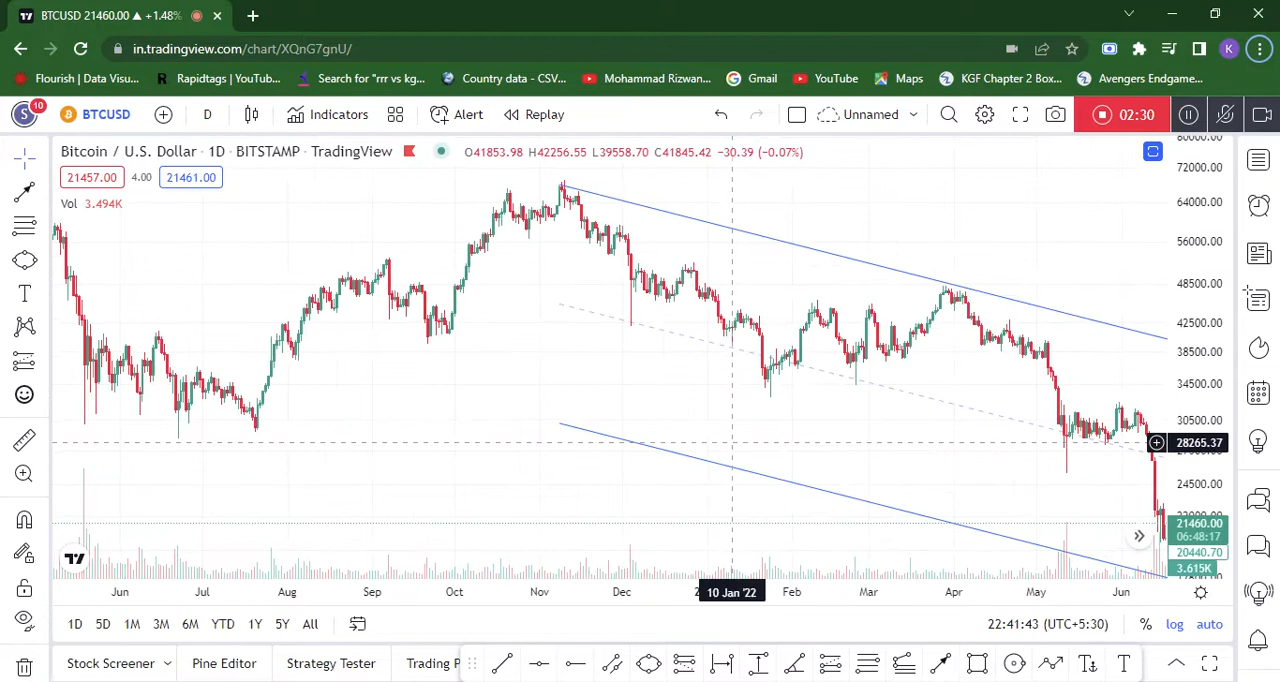 BTCUSD 21460.00 ▲ +1.48%
in.tradingview.com/chart/XQnG7gnU/
K
Flourish | Data Visu... Rapidtags | YouTub... Search for "rrr vs kg... Country data - CSV... Mohammad Rizwan... Gmail YouTube Maps KGF Chapter 2 Box... Avengers Endgame...
S 10 BTCUSD D Indicators Alert Replay Unnamed 02:30
Bitcoin / U.S. Dollar · 1D · BITSTAMP · TradingView O41853.98 H42256.55 L39558.70 C41845.42 −30.39 (−0.07%)
21457.00 4.00 21461.00
Vol 3.494K
72000.00
64000.00
56000.00
48500.00
42500.00
38500.00
34500.00
30500.00
28265.37
24500.00
21460.00
06:48:17
20440.70
3.615K
Jun Jul Aug Sep Oct Nov Dec 10 Jan '22 Feb Mar Apr May Jun
1D 5D 1M 3M 6M YTD 1Y 5Y All 22:41:43 (UTC+5:30) % log auto
Stock Screener Pine Editor Strategy Tester Trading P